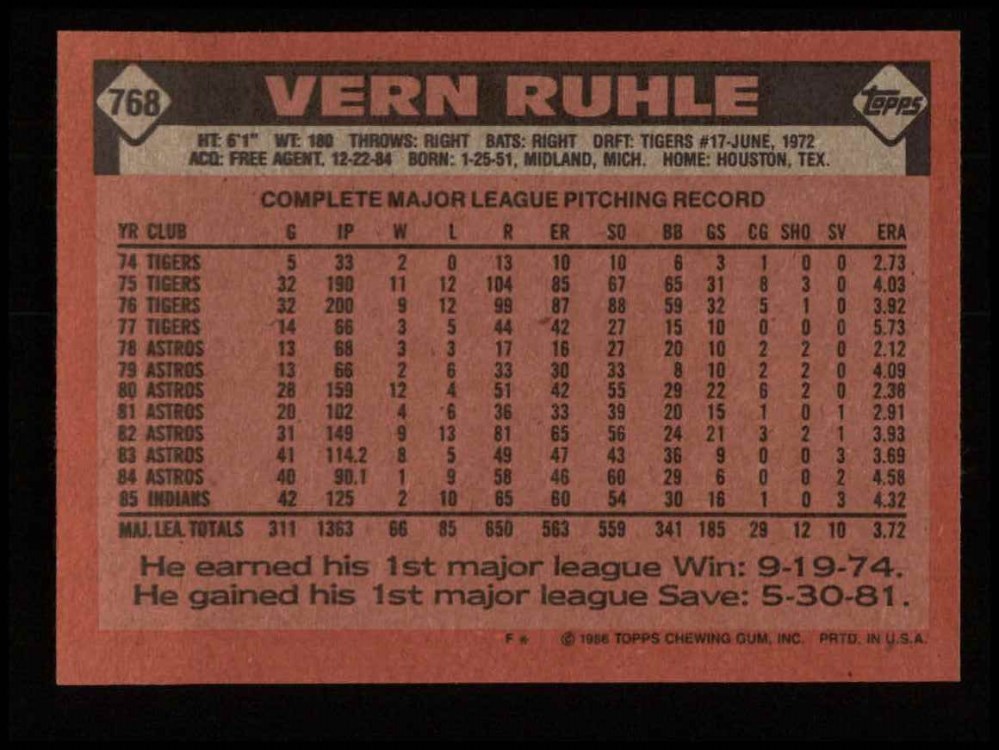 768 VERN RUHLE TOPPS
HT: 6'1" WT: 180 THROWS: RIGHT BATS: RIGHT DRFT: TIGERS #17-JUNE, 1972
ACQ: FREE AGENT, 12-22-84 BORN: 1-25-51, MIDLAND, MICH. HOME: HOUSTON, TEX.
COMPLETE MAJOR LEAGUE PITCHING RECORD
YR CLUB G IP W L R ER SO BB GS CG SHO SV ERA
74 TIGERS 5 33 2 0 13 10 10 6 3 1 0 0 2.73
75 TIGERS 32 190 11 12 104 85 67 65 31 8 3 0 4.03
76 TIGERS 32 200 9 12 99 87 88 59 32 5 1 0 3.92
77 TIGERS 14 66 3 5 44 42 27 15 10 0 0 0 5.73
78 ASTROS 13 68 3 3 17 16 27 20 10 2 2 0 2.12
79 ASTROS 13 66 2 6 33 30 33 8 10 2 2 0 4.09
80 ASTROS 28 159 12 4 51 42 55 29 22 6 2 0 2.38
81 ASTROS 20 102 4 6 36 33 39 20 15 1 0 1 2.91
82 ASTROS 31 149 9 13 81 65 56 24 21 3 2 1 3.93
83 ASTROS 41 114.2 8 5 49 47 43 36 9 0 0 3 3.69
84 ASTROS 40 90.1 1 9 58 46 60 29 6 0 0 2 4.58
85 INDIANS 42 125 2 10 65 60 54 30 16 1 0 3 4.32
MAJ. LEA. TOTALS 311 1363 66 85 650 563 559 341 185 29 12 10 3.72
He earned his 1st major league Win: 9-19-74.
He gained his 1st major league Save: 5-30-81.
F * © 1986 TOPPS CHEWING GUM, INC. PRTD. IN U.S.A.